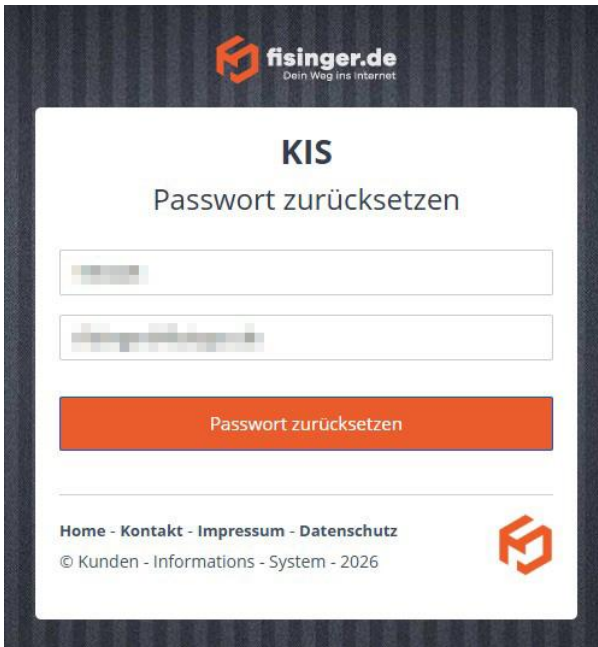 fisinger.de
Dein Weg ins Internet
KIS
Passwort zurücksetzen
Passwort zurücksetzen
Home - Kontakt - Impressum - Datenschutz
© Kunden - Informations - System - 2026